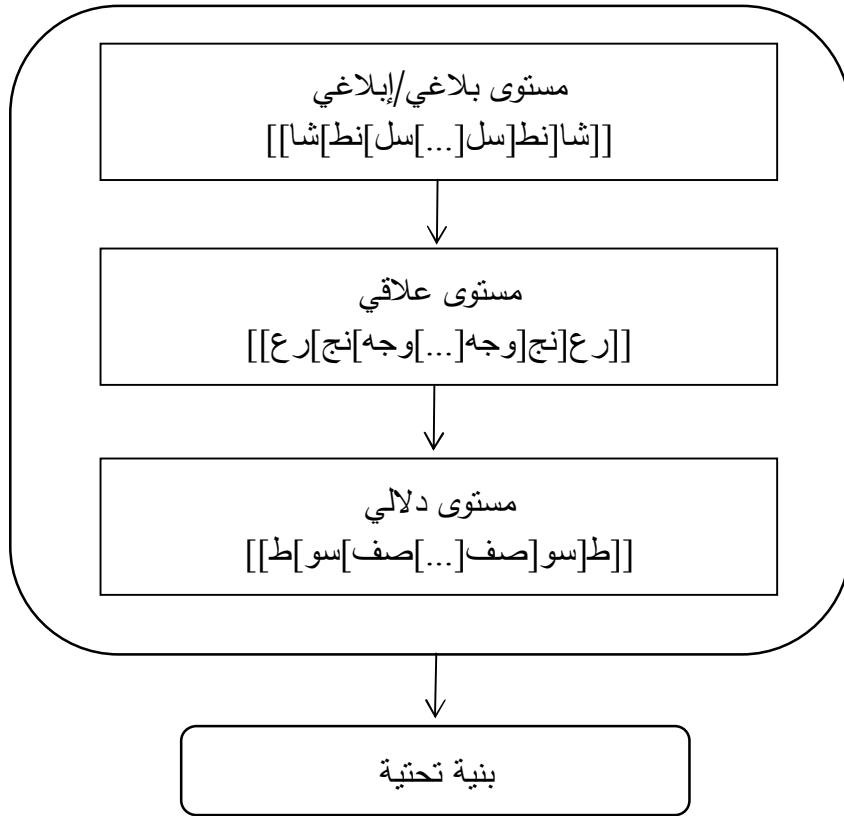 مستوى بلاغي/إبلاغي
[[شا[نط[سل[...]سل]نط]شا]]
مستوى علاقي
[[رع[نج[وجه[...]وجه]نج]رع]]
مستوى دلالي
[[ط[سو[صف[...]صف]سو]ط]]
بنية تحتية